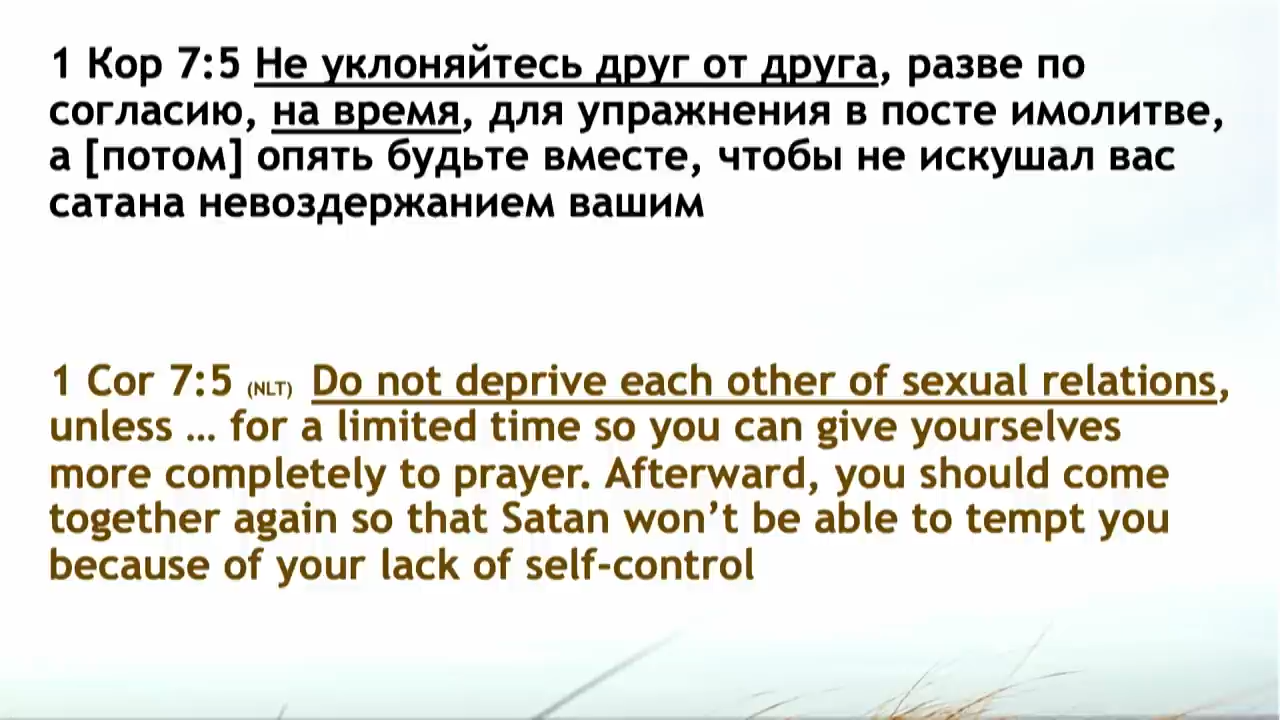 1 Кор 7:5 Не уклоняйтесь друг от друга, разве по
согласию, на время, для упражнения в посте имолитве,
а [потом] опять будьте вместе, чтобы не искушал вас
сатана невоздержанием вашим
1 Cor 7:5 (NLT) Do not deprive each other of sexual relations,
unless … for a limited time so you can give yourselves
more completely to prayer. Afterward, you should come
together again so that Satan won’t be able to tempt you
because of your lack of self-control